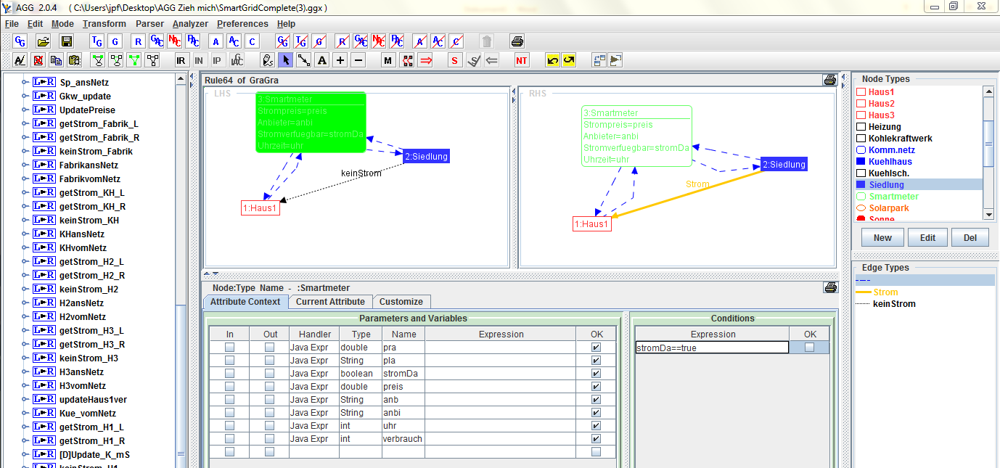 AGG 2.0.4 ( C:\Users\jpf\Desktop\AGG Zieh mich\SmartGridComplete(3).ggx )
File Edit Mode Transform Parser Analyzer Preferences Help
GG TG G R GAC NAC PAC A AC C GG TG G R GAC NAC PAC A AC C
IR IN IP IAC A M S S NT
Sp_ansNetz
Gkw_update
UpdatePreise
getStrom_Fabrik_L
getStrom_Fabrik_R
keinStrom_Fabrik
FabrikansNetz
FabrikvomNetz
getStrom_KH_L
getStrom_KH_R
keinStrom_KH
KHansNetz
KHvomNetz
getStrom_H2_L
getStrom_H2_R
keinStrom_H2
H2ansNetz
H2vomNetz
getStrom_H3_L
getStrom_H3_R
keinStrom_H3
H3ansNetz
H3vomNetz
updateHaus1ver
Kue_vomNetz
getStrom_H1_L
getStrom_H1_R
[D]Update_K_mS
keinStrom_H1
Rule64 of GraGra
LHS
3:Smartmeter
Strompreis=preis
Anbieter=anbi
Stromverfuegbar=stromDa
Uhrzeit=uhr
2:Siedlung
keinStrom
1:Haus1
RHS
3:Smartmeter
Strompreis=preis
Anbieter=anbi
Stromverfuegbar=stromDa
Uhrzeit=uhr
2:Siedlung
Strom
1:Haus1
Node:Type Name - :Smartmeter
Attribute Context Current Attribute Customize
Parameters and Variables
In Out Handler Type Name Expression OK
Java Expr double pra
Java Expr String pla
Java Expr boolean stromDa
Java Expr double preis
Java Expr String anb
Java Expr String anbi
Java Expr int uhr
Java Expr int verbrauch
Conditions
Expression OK
stromDa==true
Node Types
Haus1
Haus2
Haus3
Heizung
Kohlekraftwerk
Komm.netz
Kuehlhaus
Kuehlsch.
Siedlung
Smartmeter
Solarpark
Sonne
New Edit Del
Edge Types
Strom
keinStrom